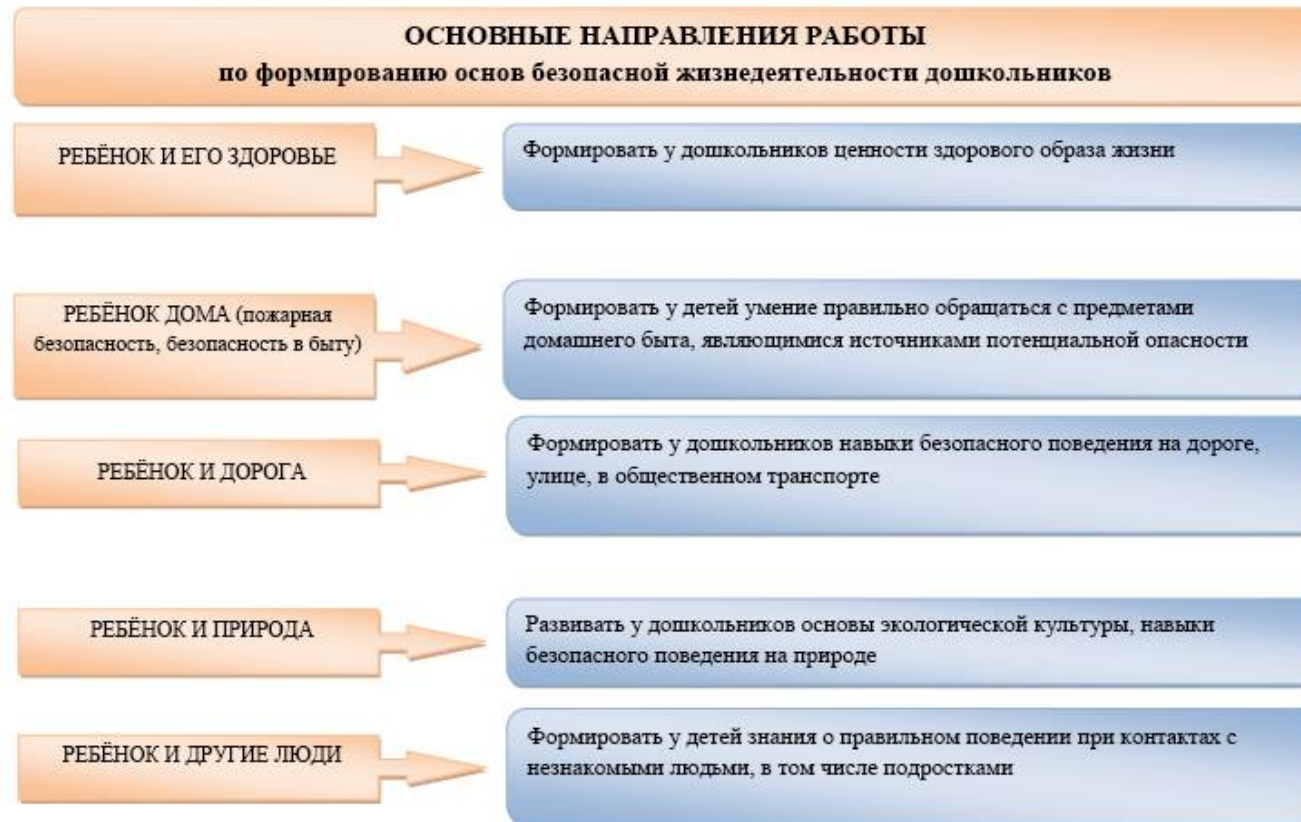 ОСНОВНЫЕ НАПРАВЛЕНИЯ РАБОТЫ
по формированию основ безопасной жизнедеятельности дошкольников
РЕБЁНОК И ЕГО ЗДОРОВЬЕ
Формировать у дошкольников ценности здорового образа жизни
РЕБЁНОК ДОМА (пожарная
безопасность, безопасность в быту)
Формировать у детей умение правильно обращаться с предметами
домашнего быта, являющимися источниками потенциальной опасности
РЕБЁНОК И ДОРОГА
Формировать у дошкольников навыки безопасного поведения на дороге,
улице, в общественном транспорте
РЕБЁНОК И ПРИРОДА
Развивать у дошкольников основы экологической культуры, навыки
безопасного поведения на природе
РЕБЁНОК И ДРУГИЕ ЛЮДИ
Формировать у детей знания о правильном поведении при контактах с
незнакомыми людьми, в том числе подростками